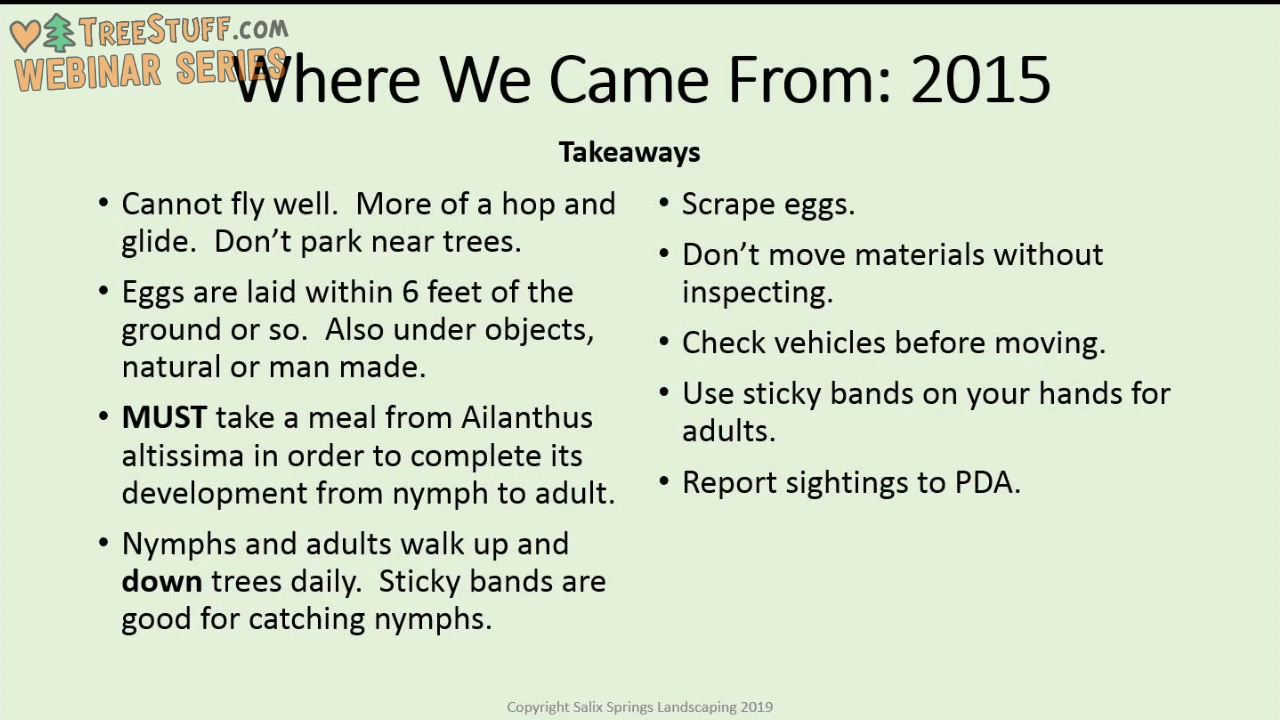 TREESTUFF.COM
WEBINAR SERIES
Where We Came From: 2015
Takeaways
• Cannot fly well.  More of a hop and
glide.  Don’t park near trees.
• Eggs are laid within 6 feet of the
ground or so.  Also under objects,
natural or man made.
• MUST take a meal from Ailanthus
altissima in order to complete its
development from nymph to adult.
• Nymphs and adults walk up and
down trees daily.  Sticky bands are
good for catching nymphs.
• Scrape eggs.
• Don’t move materials without
inspecting.
• Check vehicles before moving.
• Use sticky bands on your hands for
adults.
• Report sightings to PDA.
Copyright Salix Springs Landscaping 2019